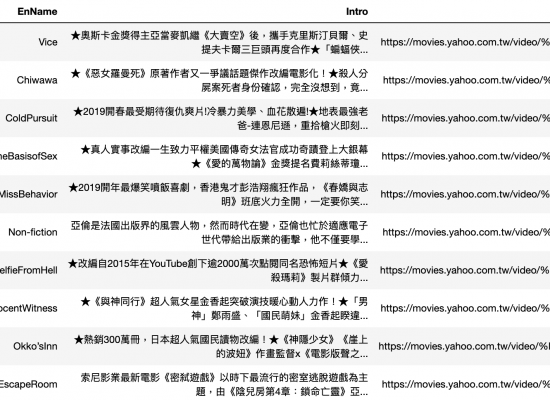 EnName Intro
Vice ★奧斯卡金獎得主亞當麥凱繼《大賣空》後，攜手克里斯汀貝爾、史 https://movies.yahoo.com.tw/video/%
提夫卡爾三巨頭再度合作★「蝙蝠俠...
Chiwawa ★《惡女羅曼死》原著作者又一爭議話題傑作改編電影化！★殺人分 https://movies.yahoo.com.tw/video/%
屍案死者身份確認，完全沒想到，竟...
ColdPursuit ★2019開春最受期待復仇爽片!冷暴力美學、血花散遍!★地表最強老 https://movies.yahoo.com.tw/video/%
爸-連恩尼遜，重拾槍火即刻...
heBasisofSex ★真人實事改編一生致力平權美國傳奇女法官成功奇蹟登上大銀幕 https://movies.yahoo.com.tw/video/%
★《愛的萬物論》金獎提名費莉絲蒂瓊...
MissBehavior ★2019開年最爆笑噴飯喜劇，香港鬼才彭浩翔瘋狂作品，《春嬌與志 https://movies.yahoo.com.tw/video/%
明》班底火力全開，一定要你笑...
Non-fiction 亞倫是法國出版界的風雲人物，然而時代在變，亞倫也忙於適應電子 https://movies.yahoo.com.tw/video/%
世代帶給出版業的衝擊，他不僅要學...
elfieFromHell ★改編自2015年在YouTube創下逾2000萬次點閱同名恐怖短片★《愛 https://movies.yahoo.com.tw/video/%
殺瑪莉》製片群傾力...
ocentWitness ★《與神同行》超人氣女星金香起突破演技暖心動人力作！★「男 https://movies.yahoo.com.tw/video/%
神」鄭雨盛、「國民萌妹」金香起睽違...
Okko'sInn ★熱銷300萬冊，日本超人氣國民讀物改編！★《神隱少女》《崖上 https://movies.yahoo.com.tw/video/%l
的波妞》作畫監督x《電影版聲之...
EscapeRoom 索尼影業最新電影《密弒遊戲》以時下最流行的密室逃脫遊戲為主 https://movies.yahoo.com.tw/video/%
題，由《陰兒房第4章：鎖命亡靈》亞...